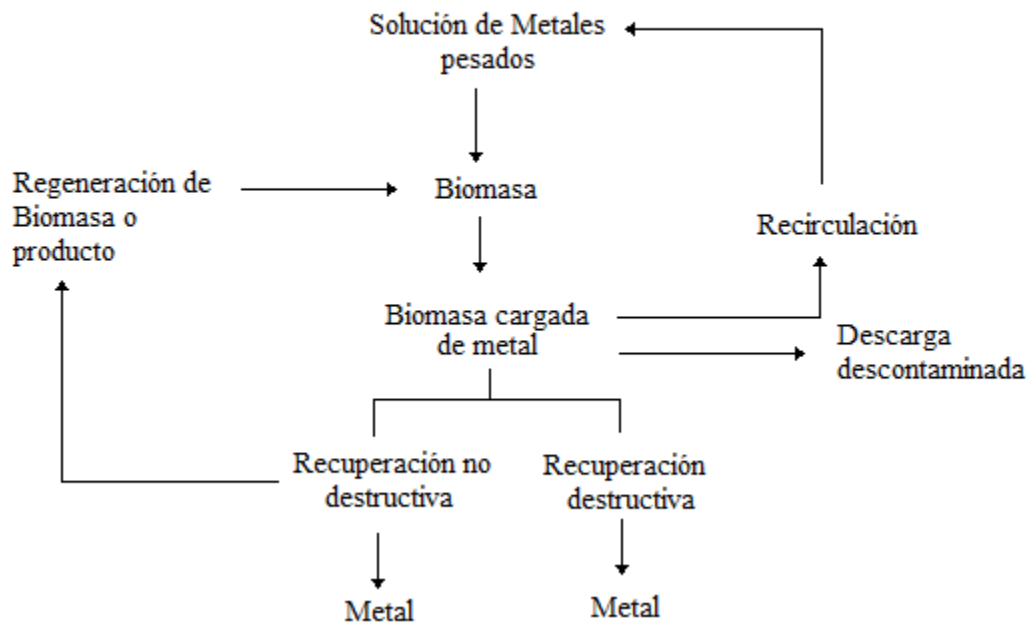 Solución de Metales
pesados
Regeneración de
Biomasa o
producto
Biomasa
Recirculación
Biomasa cargada
de metal
Descarga
descontaminada
Recuperación no
destructiva
Recuperación
destructiva
Metal
Metal